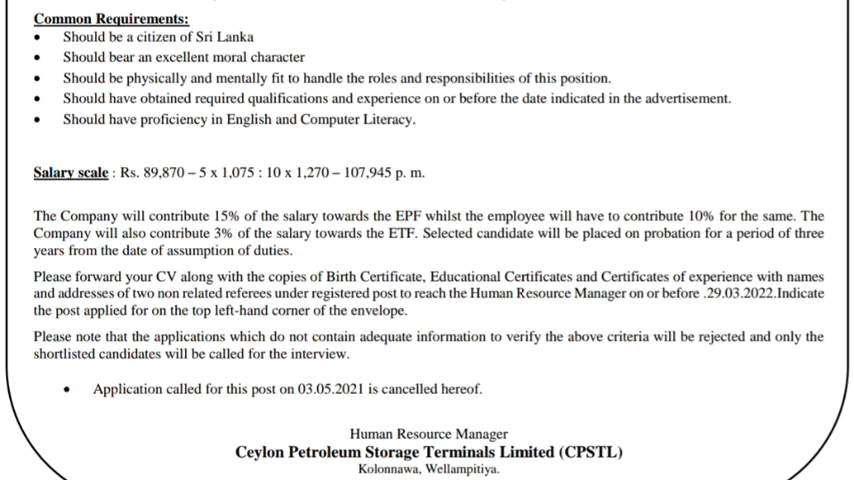 Common Requirements:
• Should be a citizen of Sri Lanka
• Should bear an excellent moral character
• Should be physically and mentally fit to handle the roles and responsibilities of this position.
• Should have obtained required qualifications and experience on or before the date indicated in the advertisement.
• Should have proficiency in English and Computer Literacy.
Salary scale : Rs. 89,870 – 5 x 1,075 : 10 x 1,270 – 107,945 p. m.
The Company will contribute 15% of the salary towards the EPF whilst the employee will have to contribute 10% for the same. The
Company will also contribute 3% of the salary towards the ETF. Selected candidate will be placed on probation for a period of three
years from the date of assumption of duties.
Please forward your CV along with the copies of Birth Certificate, Educational Certificates and Certificates of experience with names
and addresses of two non related referees under registered post to reach the Human Resource Manager on or before .29.03.2022.Indicate
the post applied for on the top left-hand corner of the envelope.
Please note that the applications which do not contain adequate information to verify the above criteria will be rejected and only the
shortlisted candidates will be called for the interview.
• Application called for this post on 03.05.2021 is cancelled hereof.
Human Resource Manager
Ceylon Petroleum Storage Terminals Limited (CPSTL)
Kolonnawa, Wellampitiya.